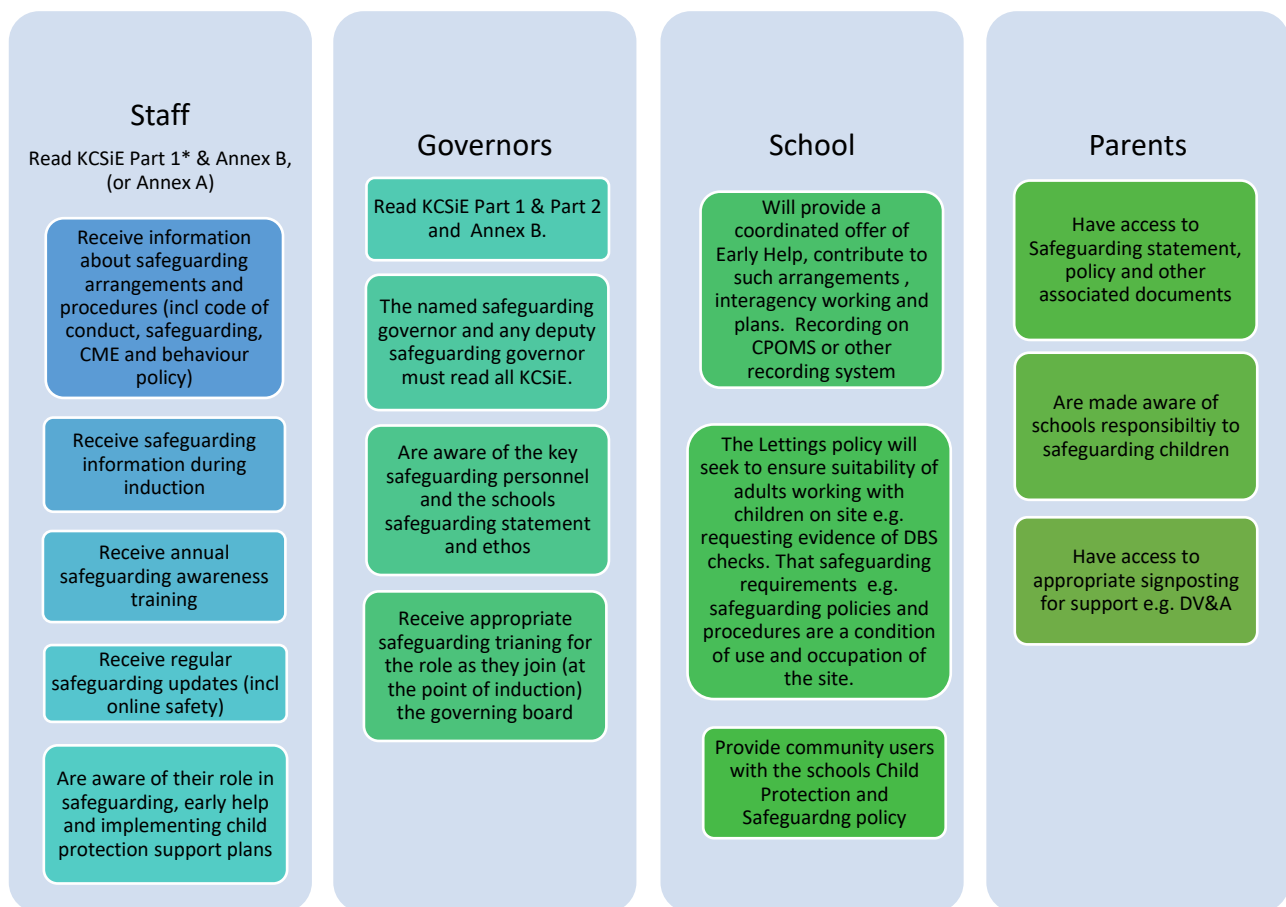 Staff
Read KCSiE Part 1* & Annex B,
(or Annex A)
Receive information
about safeguarding
arrangements and
procedures (incl code of
conduct, safeguarding,
CME and behaviour
policy)
Receive safeguarding
information during
induction
Receive annual
safeguarding awareness
training
Receive regular
safeguarding updates (incl
online safety)
Are aware of their role in
safeguarding, early help
and implementing child
protection support plans
Governors
Read KCSiE Part 1 & Part 2
and Annex B.
The named safeguarding
governor and any deputy
safeguarding governor
must read all KCSiE.
Are aware of the key
safeguarding personnel
and the schools
safeguarding statement
and ethos
Receive appropriate
safeguarding trianing for
the role as they join (at
the point of induction)
the governing board
School
Will provide a
coordinated offer of
Early Help, contribute to
such arrangements ,
interagency working and
plans. Recording on
CPOMS or other
recording system
The Lettings policy will
seek to ensure suitability of
adults working with
children on site e.g.
requesting evidence of DBS
checks. That safeguarding
requirements e.g.
safeguarding policies and
procedures are a condition
of use and occupation of
the site.
Provide community users
with the schools Child
Protection and
Safeguardng policy
Parents
Have access to
Safeguarding statement,
policy and other
associated documents
Are made aware of
schools responsibiltiy to
safeguarding children
Have access to
appropriate signposting
for support e.g. DV&A